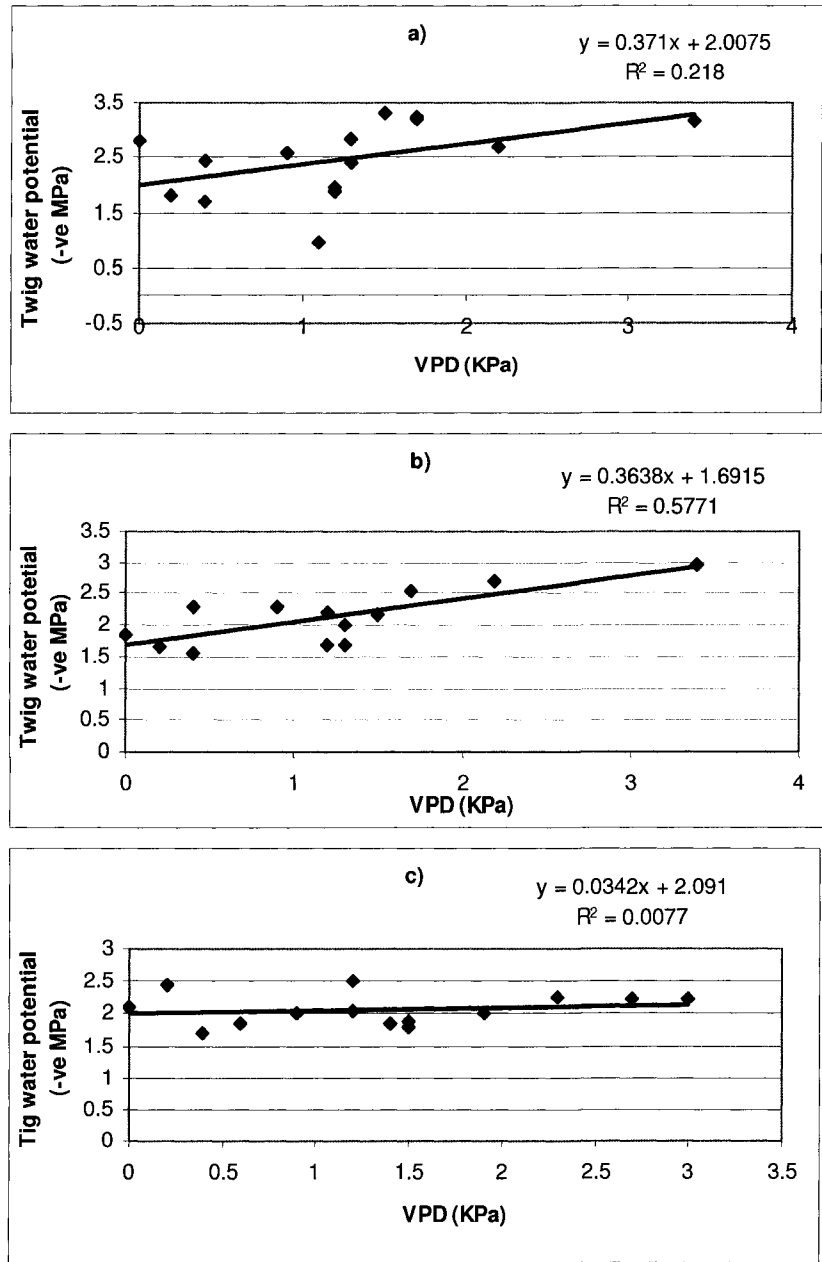 a)
y = 0.371x + 2.0075
R² = 0.218
Twig water potential
(-ve MPa)
3.5
2.5
1.5
0.5
-0.5
0
1
2
3
4
VPD (KPa)
b)
y = 0.3638x + 1.6915
R² = 0.5771
Twig water potetial
(-ve MPa)
3.5
3
2.5
2
1.5
1
0.5
0
0
1
2
3
4
VPD (KPa)
c)
y = 0.0342x + 2.091
R² = 0.0077
Tig water potential
(-ve MPa)
3
2.5
2
1.5
1
0.5
0
0
0.5
1
1.5
2
2.5
3
3.5
VPD (KPa)